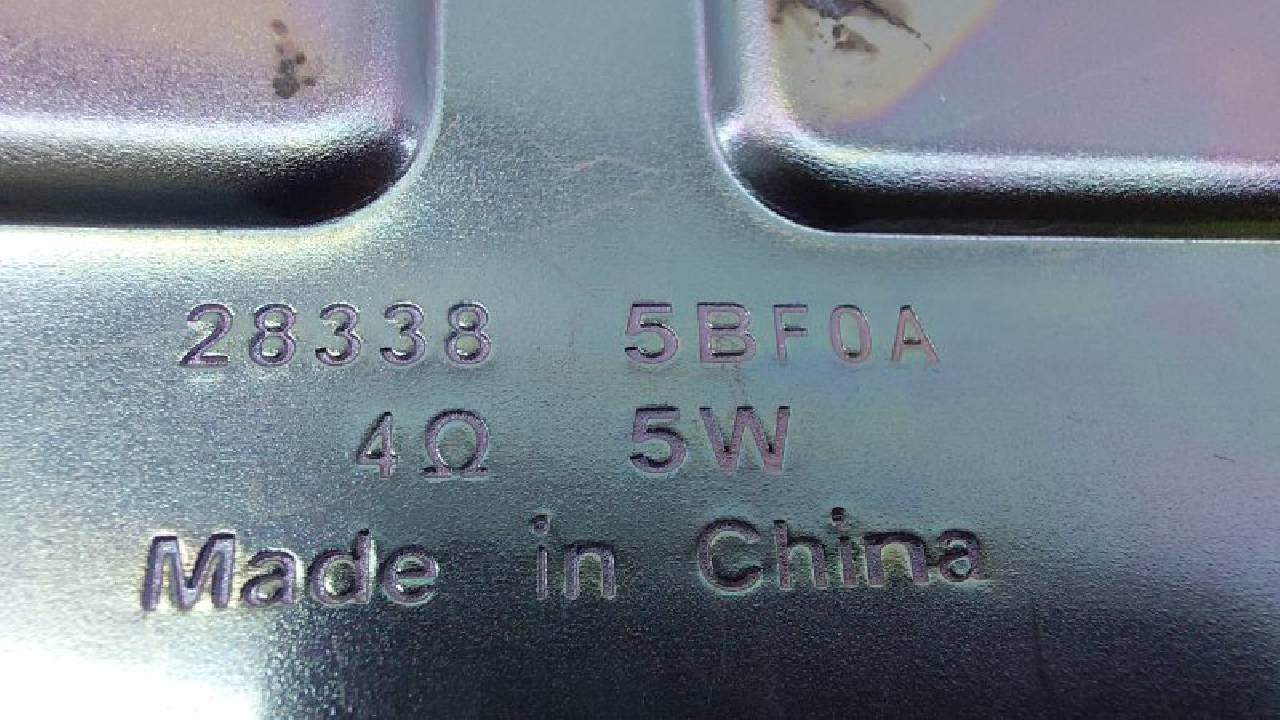 28338 5BF0A
4Ω 5W
Made in China